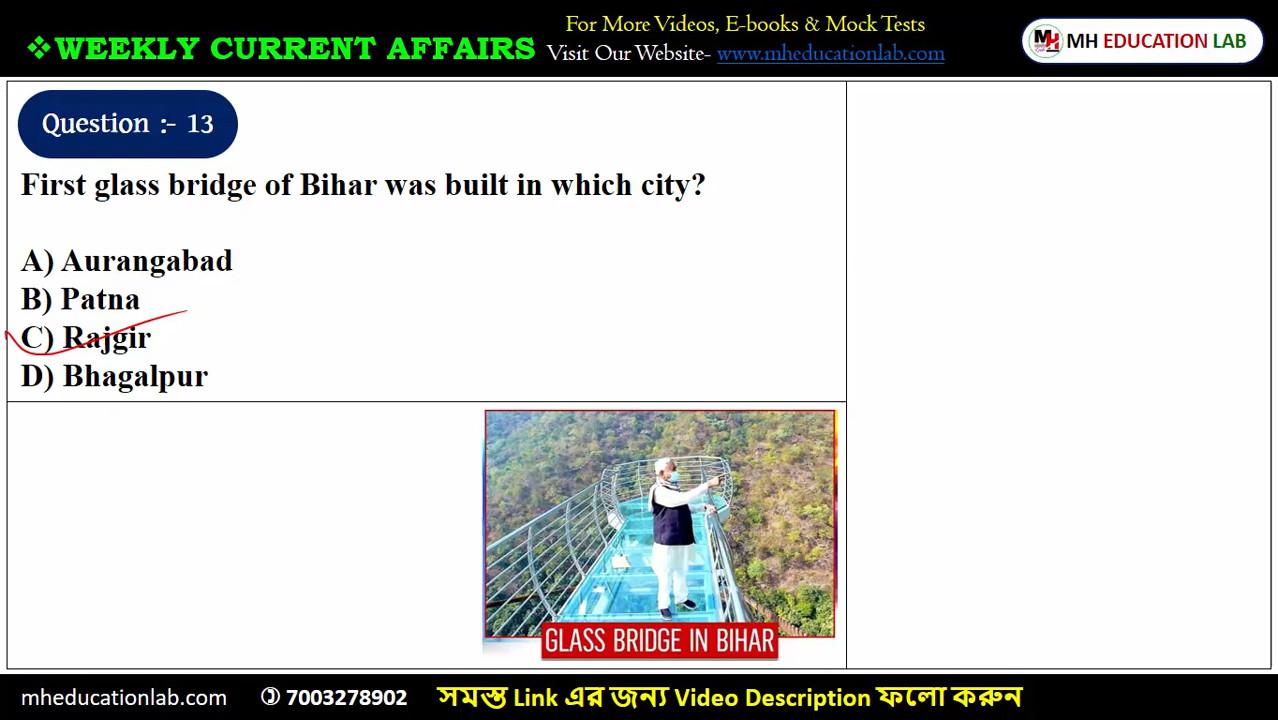 For More Videos, E-books & Mock Tests
❖WEEKLY CURRENT AFFAIRS
Visit Our Website- www.mheducationlab.com
MH EDUCATION LAB
Question :- 13
First glass bridge of Bihar was built in which city?
A) Aurangabad
B) Patna
C) Rajgir
D) Bhagalpur
GLASS BRIDGE IN BIHAR
mheducationlab.com
7003278902
সমস্ত Link এর জন্য Video Description ফলো করুন